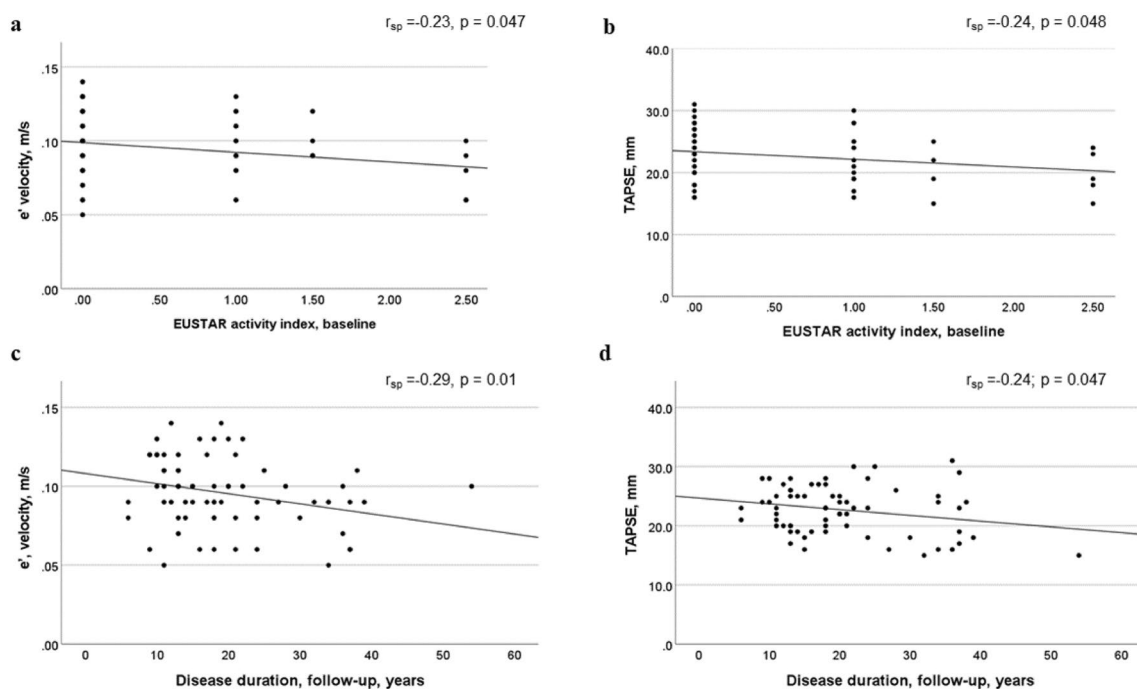 a
r_sp =-0.23, p = 0.047
.15
.10
.05
.00
e' velocity, m/s
.00 .50 1.00 1.50 2.00 2.50
EUSTAR activity index, baseline
b
r_sp =-0.24, p = 0.048
40.0
30.0
20.0
10.0
.0
TAPSE, mm
.00 .50 1.00 1.50 2.00 2.50
EUSTAR activity index, baseline
c
r_sp =-0.29, p = 0.01
.15
.10
.05
.00
e', velocity, m/s
0 10 20 30 40 50 60
Disease duration, follow-up, years
d
r_sp =-0.24; p = 0.047
40.0
30.0
20.0
10.0
.0
TAPSE, mm
0 10 20 30 40 50 60
Disease duration, follow-up, years